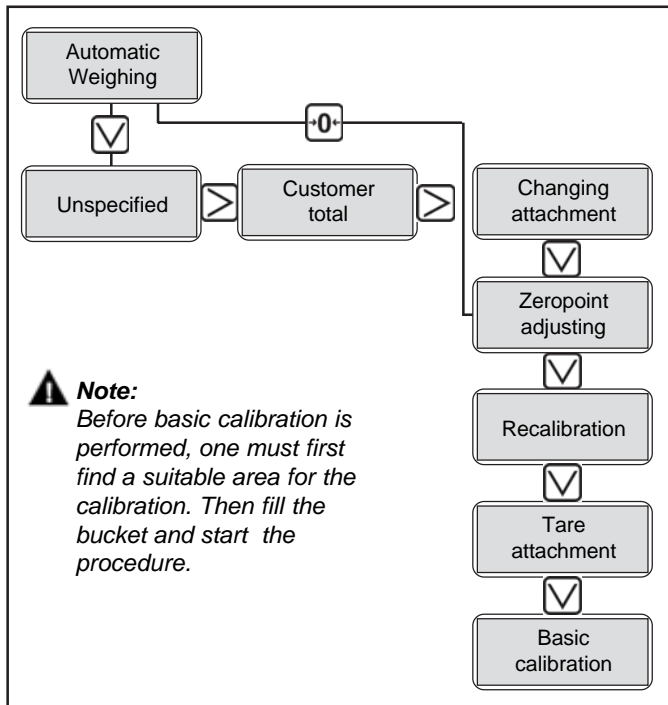 Automatic
Weighing
→0←
Unspecified
Customer
total
Changing
attachment
Zeropoint
adjusting
Note:
Before basic calibration is
performed, one must first
find a suitable area for the
calibration. Then fill the
bucket and start the
procedure.
Recalibration
Tare
attachment
Basic
calibration